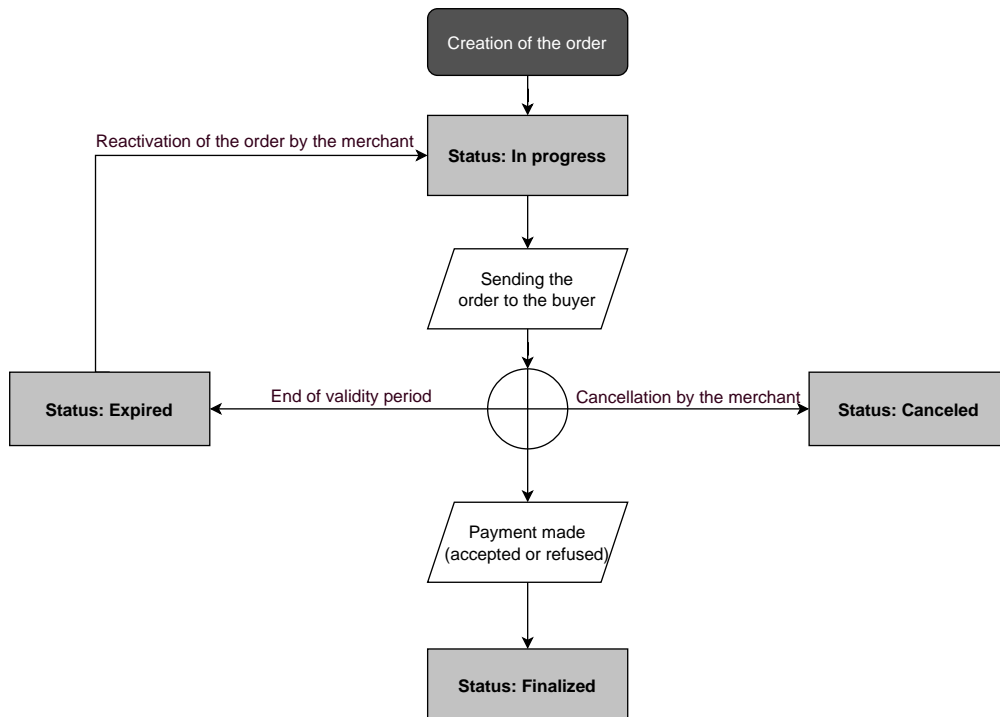 Creation of the order
Reactivation of the order by the merchant
Status: In progress
Sending the
order to the buyer
Status: Expired
End of validity period
Cancellation by the merchant
Status: Canceled
Payment made
(accepted or refused)
Status: Finalized